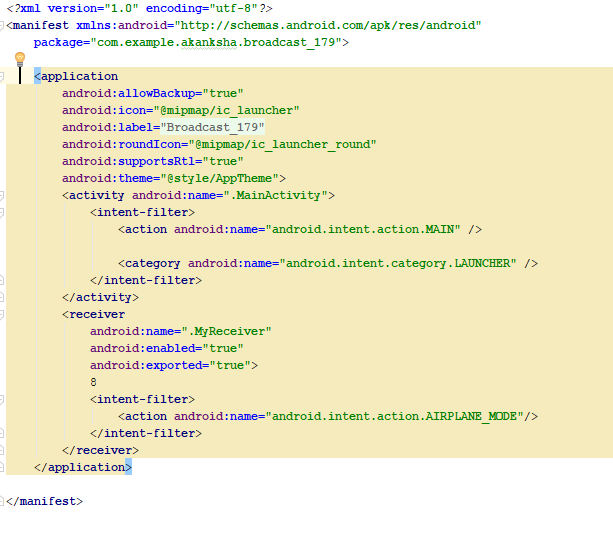 <?xml version="1.0" encoding="utf-8"?>
<manifest xmlns:android="http://schemas.android.com/apk/res/android"
    package="com.example.akanksha.broadcast_179">

    <application
        android:allowBackup="true"
        android:icon="@mipmap/ic_launcher"
        android:label="Broadcast_179"
        android:roundIcon="@mipmap/ic_launcher_round"
        android:supportsRtl="true"
        android:theme="@style/AppTheme">
        <activity android:name=".MainActivity">
            <intent-filter>
                <action android:name="android.intent.action.MAIN" />

                <category android:name="android.intent.category.LAUNCHER" />
            </intent-filter>
        </activity>
        <receiver
            android:name=".MyReceiver"
            android:enabled="true"
            android:exported="true">
            8
            <intent-filter>
                <action android:name="android.intent.action.AIRPLANE_MODE"/>
            </intent-filter>
        </receiver>
    </application>

</manifest>